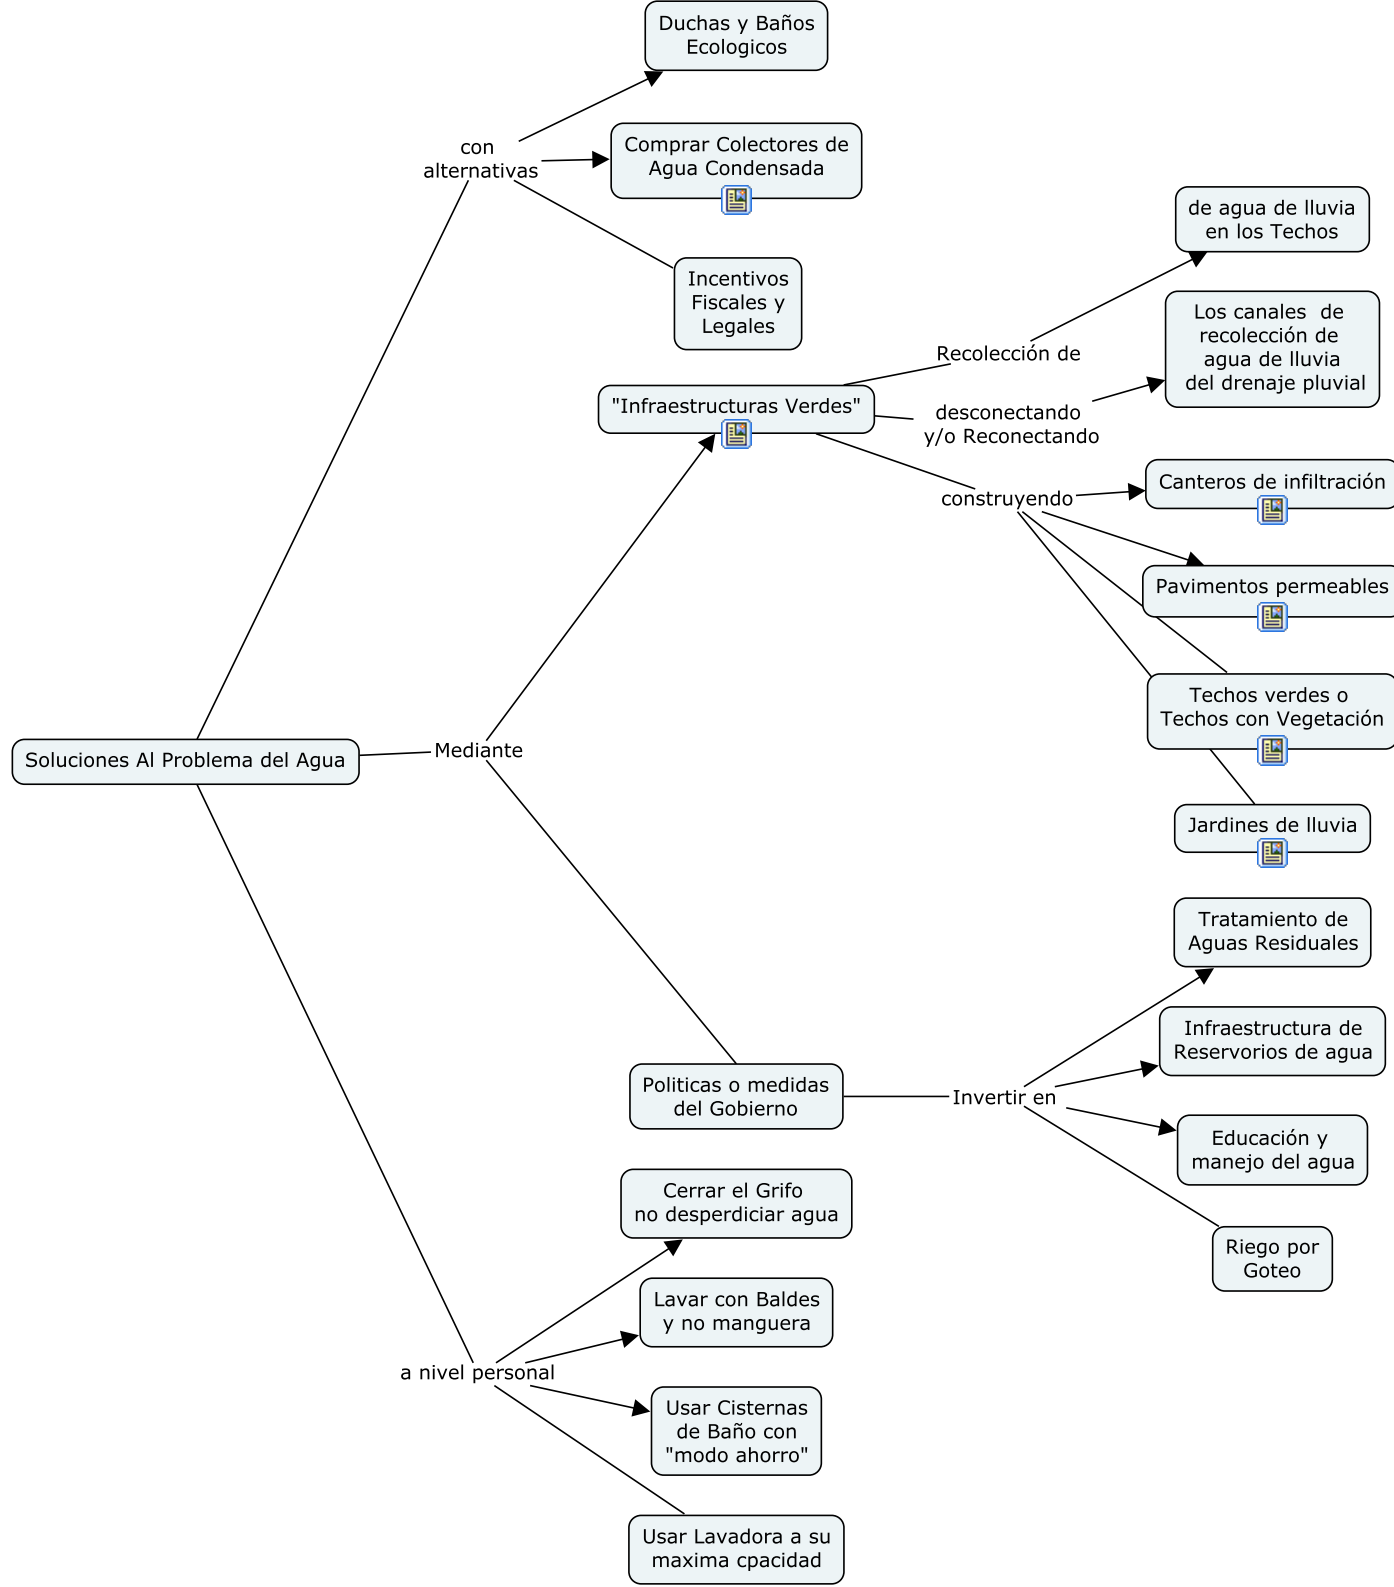 Duchas y Baños
Ecologicos
con
alternativas
Comprar Colectores de
Agua Condensada
Incentivos
Fiscales y
Legales
de agua de lluvia
en los Techos
Los canales de
recolección de
agua de lluvia
del drenaje pluvial
Recolección de
"Infraestructuras Verdes"
desconectando
y/o Reconectando
construyendo
Canteros de infiltración
Pavimentos permeables
Techos verdes o
Techos con Vegetación
Jardines de lluvia
Soluciones Al Problema del Agua
Mediante
Tratamiento de
Aguas Residuales
Infraestructura de
Reservorios de agua
Politicas o medidas
del Gobierno
Invertir en
Educación y
manejo del agua
Riego por
Goteo
Cerrar el Grifo
no desperdiciar agua
Lavar con Baldes
y no manguera
a nivel personal
Usar Cisternas
de Baño con
"modo ahorro"
Usar Lavadora a su
maxima cpacidad